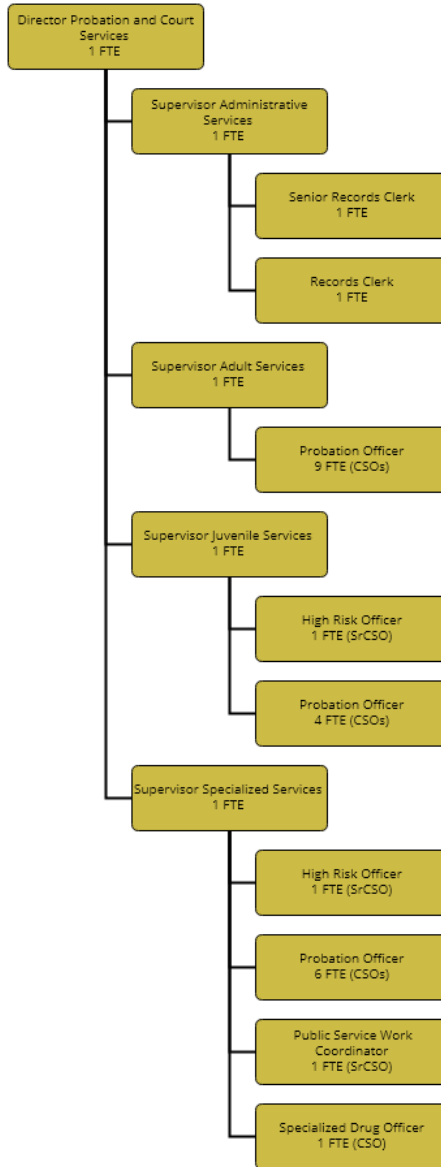 Director Probation and Court
Services
1 FTE
Supervisor Administrative
Services
1 FTE
Senior Records Clerk
1 FTE
Records Clerk
1 FTE
Supervisor Adult Services
1 FTE
Probation Officer
9 FTE (CSOs)
Supervisor Juvenile Services
1 FTE
High Risk Officer
1 FTE (SrCSO)
Probation Officer
4 FTE (CSOs)
Supervisor Specialized Services
1 FTE
High Risk Officer
1 FTE (SrCSO)
Probation Officer
6 FTE (CSOs)
Public Service Work
Coordinator
1 FTE (SrCSO)
Specialized Drug Officer
1 FTE (CSO)